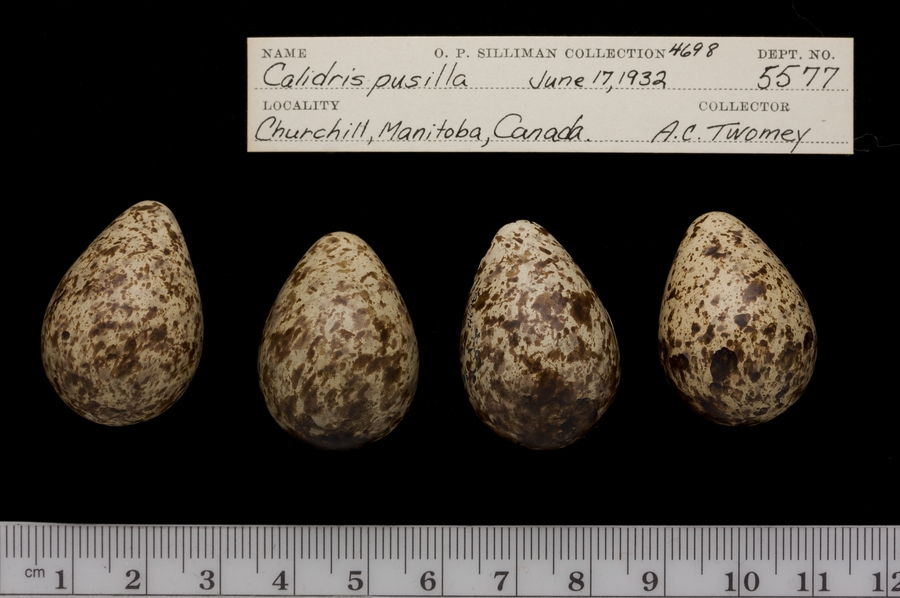 NAME O. P. SILLIMAN COLLECTION 4698 DEPT. NO.
Calidris pusilla June 17, 1932 5577
LOCALITY COLLECTOR
Churchill, Manitoba, Canada. A.C. Twomey
cm 1 2 3 4 5 6 7 8 9 10 11 12